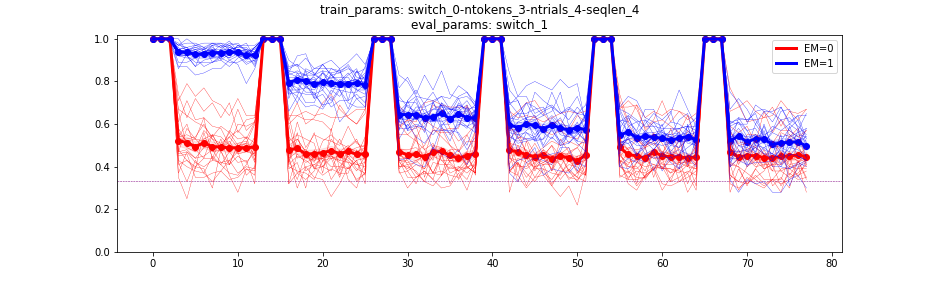 train_params: switch_0-ntokens_3-ntrials_4-seqlen_4
eval_params: switch_1
1.0
0.8
0.6
0.4
0.2
0.0
EM=0
EM=1
0 10 20 30 40 50 60 70 80